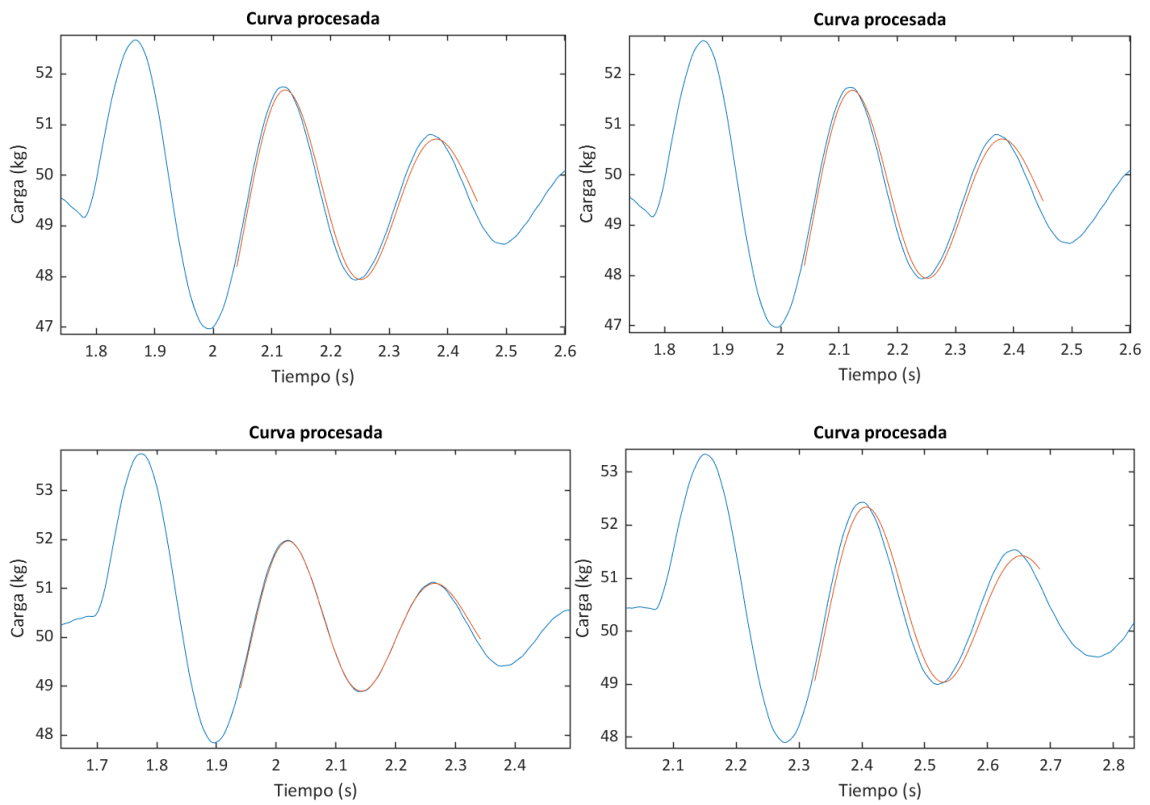 Curva procesada
Carga (kg)
52
51
50
49
48
47
1.8 1.9 2 2.1 2.2 2.3 2.4 2.5 2.6
Tiempo (s)
Curva procesada
Carga (kg)
52
51
50
49
48
47
1.8 1.9 2 2.1 2.2 2.3 2.4 2.5 2.6
Tiempo (s)
Curva procesada
Carga (kg)
53
52
51
50
49
48
1.7 1.8 1.9 2 2.1 2.2 2.3 2.4
Tiempo (s)
Curva procesada
Carga (kg)
53
52
51
50
49
48
2.1 2.2 2.3 2.4 2.5 2.6 2.7 2.8
Tiempo (s)